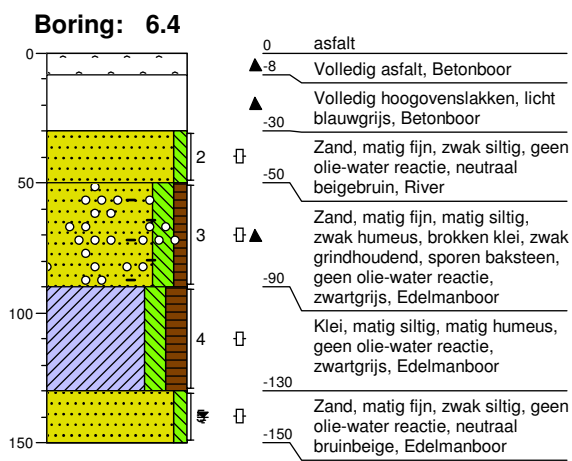 Boring: 6.4
0
50
100
150
2
3
4
0 asfalt
-8 Volledig asfalt, Betonboor
Volledig hoogovenslakken, licht
-30 blauwgrijs, Betonboor
Zand, matig fijn, zwak siltig, geen
olie-water reactie, neutraal
-50 beigebruin, River
Zand, matig fijn, matig siltig,
zwak humeus, brokken klei, zwak
grindhoudend, sporen baksteen,
geen olie-water reactie,
-90 zwartgrijs, Edelmanboor
Klei, matig siltig, matig humeus,
geen olie-water reactie,
zwartgrijs, Edelmanboor
-130
Zand, matig fijn, zwak siltig, geen
olie-water reactie, neutraal
-150 bruinbeige, Edelmanboor